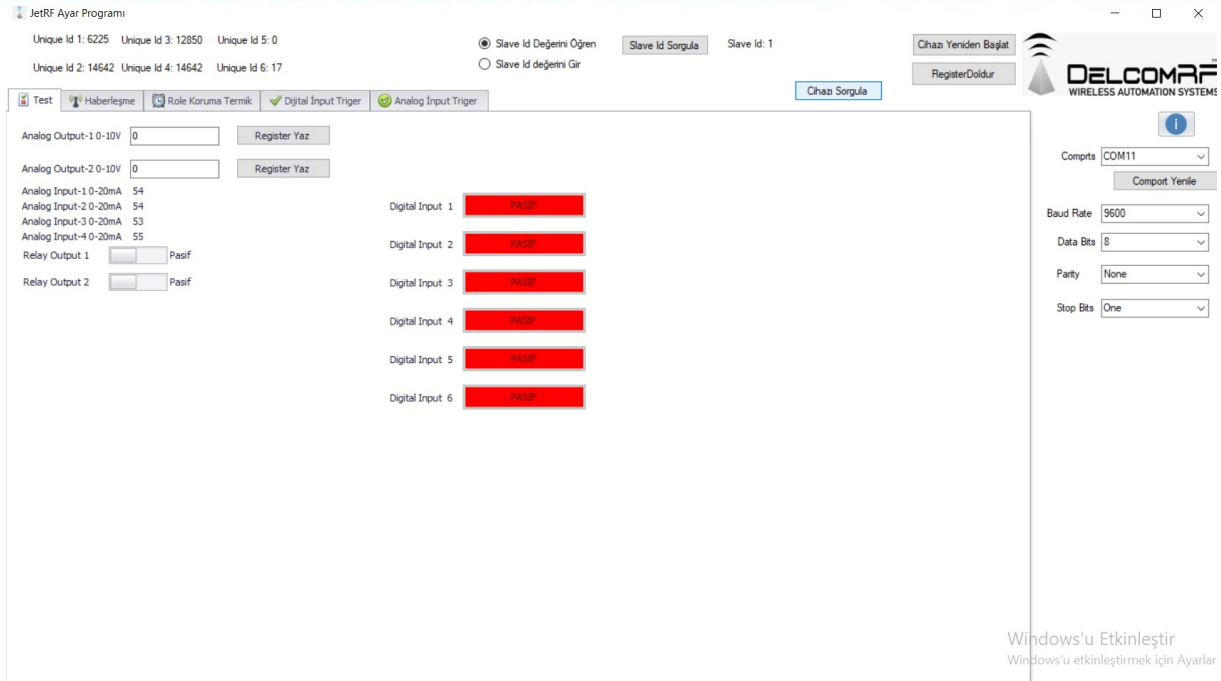 JetRF Ayar Programı
Unique Id 1: 6225 Unique Id 3: 12850 Unique Id 5: 0
Unique Id 2: 14642 Unique Id 4: 14642 Unique Id 6: 17
Slave Id Değerini Öğren
Slave Id değerini Gir
Slave Id Sorgula
Slave Id: 1
Cihazı Sorgula
Cihazı Yeniden Başlat
RegisterDoldur
DELCOMRF
WIRELESS AUTOMATION SYSTEMS
Test
Haberleşme
Role Koruma Termik
Dijital İnput Triger
Analog İnput Triger
Analog Output-1 0-10V 0 Register Yaz
Analog Output-2 0-10V 0 Register Yaz
Analog Input-1 0-20mA 54
Analog Input-2 0-20mA 54
Analog Input-3 0-20mA 53
Analog Input-4 0-20mA 55
Relay Output 1 Pasif
Relay Output 2 Pasif
Digital Input 1 PASİF
Digital Input 2 PASİF
Digital Input 3 PASİF
Digital Input 4 PASİF
Digital Input 5 PASİF
Digital Input 6 PASİF
i
Comprts COM11
Comport Yenile
Baud Rate 9600
Data Bits 8
Parity None
Stop Bits One
Windows'u Etkinleştir
Windows'u etkinleştirmek için Ayarlar